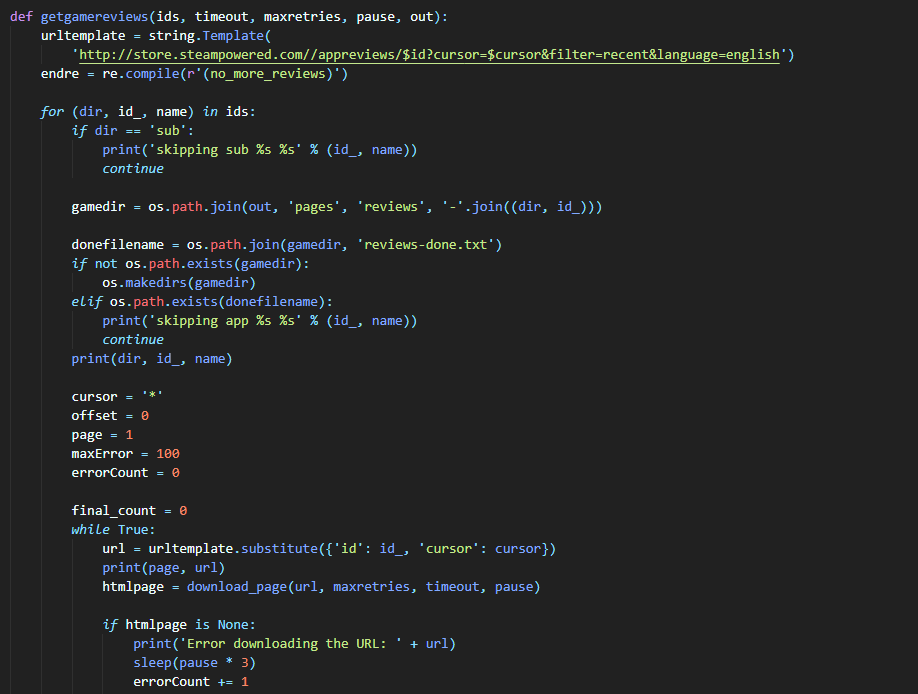 def getgamereviews(ids, timeout, maxretries, pause, out):
    urltemplate = string.Template(
        'http://store.steampowered.com//appreviews/$id?cursor=$cursor&filter=recent&language=english')
    endre = re.compile(r'(no_more_reviews)')

    for (dir, id_, name) in ids:
        if dir == 'sub':
            print('skipping sub %s %s' % (id_, name))
            continue

        gamedir = os.path.join(out, 'pages', 'reviews', '-'.join((dir, id_)))

        donefilename = os.path.join(gamedir, 'reviews-done.txt')
        if not os.path.exists(gamedir):
            os.makedirs(gamedir)
        elif os.path.exists(donefilename):
            print('skipping app %s %s' % (id_, name))
            continue
        print(dir, id_, name)

        cursor = '*'
        offset = 0
        page = 1
        maxError = 100
        errorCount = 0

        final_count = 0
        while True:
            url = urltemplate.substitute({'id': id_, 'cursor': cursor})
            print(page, url)
            htmlpage = download_page(url, maxretries, timeout, pause)

            if htmlpage is None:
                print('Error downloading the URL: ' + url)
                sleep(pause * 3)
                errorCount += 1